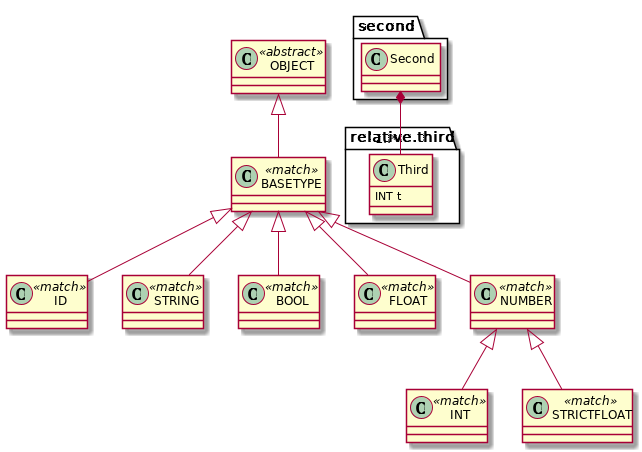 second
C Second
C «abstract»
OBJECT
relative.third
C «match»
BASETYPE
C Third
INT t
C «match»
ID
C «match»
STRING
C «match»
BOOL
C «match»
FLOAT
C «match»
NUMBER
C «match»
INT
C «match»
STRICTFLOAT